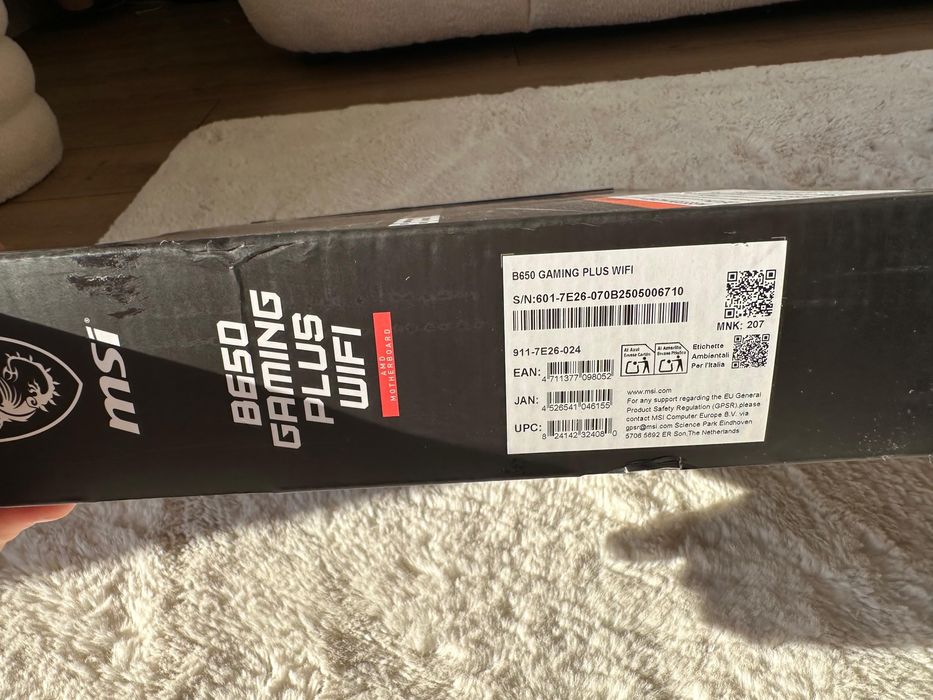 msi
B650
GAMING
PLUS
WIFI
AMD
MOTHERBOARD
B650 GAMING PLUS WIFI
S/N:601-7E26-070B2505006710
MNK: 207
911-7E26-024
EAN:
4 711377 098052
JAN:
4 526541 046155
UPC:
8 24142 32408 0
Etichette
Ambientali
Per l'Italia
www.msi.com
For any support regarding the EU General
Product Safety Regulation (GPSR),please
contact MSI Computer Europe B.V. via
gpsr@msi.com Science Park Eindhoven
5706 5692 ER Son,The Netherlands